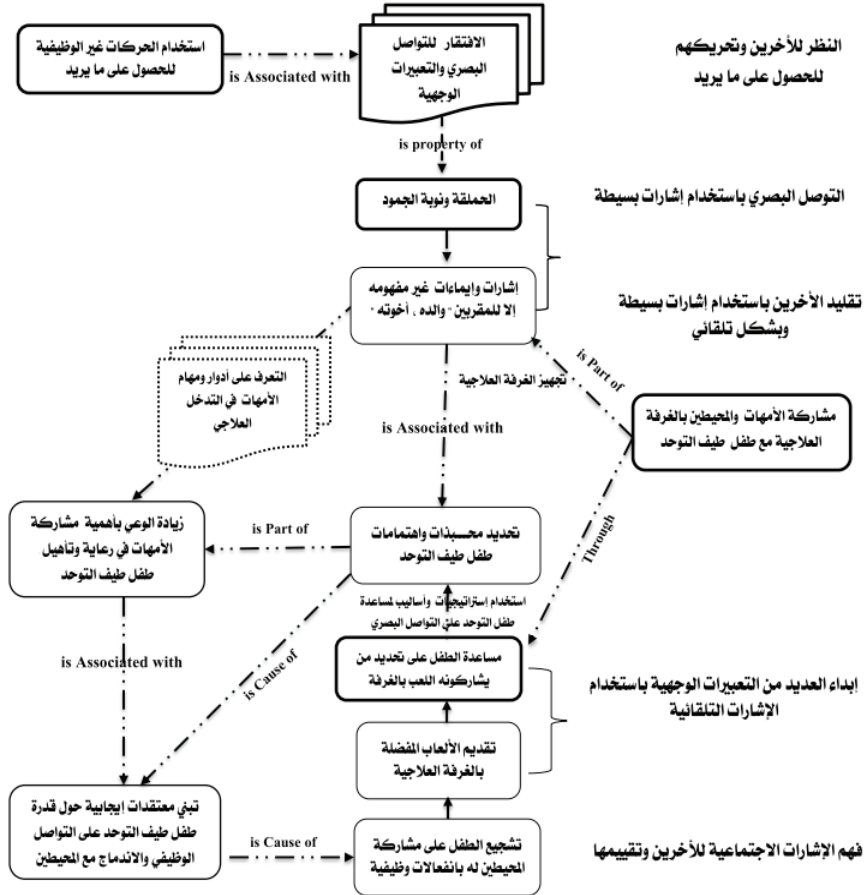 استخدام الحركات غير الوظيفية
للحصول على ما يريد
is Associated with
الافتقار للتواصل
البصري والتعبيرات
الوجهية
النظر للأخرين وتحريكهم
للحصول على ما يريد
is property of
الحملقة ونوبة الجمود
التوصل البصري باستخدام إشارات بسيطة
إشارات وإيماءات غير مفهومه
إلا للمقربين " والده ، أخوته "
تقليد الأخرين باستخدام إشارات بسيطة
وبشكل تلقائي
التعرف على أدوار ومهام
الأمهات في التدخل
العلاجي
تجهيز الغرفة العلاجية
is Part of
مشاركة الأمهات والمحيطين بالغرفة
العلاجية مع طفل طيف التوحد
is Associated with
زيادة الوعي بأهمية مشاركة
الأمهات في رعاية وتأهيل
طفل طيف التوحد
is Part of
تحديد محبذات واهتمامات
طفل طيف التوحد
Through
استخدام إستراتيجيات وأساليب لمساعدة
طفل التوحد على التواصل البصري
is Associated with
is Cause of
مساعدة الطفل على تحديد من
يشاركونه اللعب بالغرفة
إبداء العديد من التعبيرات الوجهية باستخدام
الإشارات التلقائية
تقديم الألعاب المفضلة
بالغرفة العلاجية
تبني معتقدات إيجابية حول قدرة
طفل طيف التوحد على التواصل
الوظيفي والاندماج مع المحيطين
is Cause of
تشجيع الطفل على مشاركة
المحيطين له بانفعالات وظيفية
فهم الإشارات الاجتماعية للأخرين وتقييمها